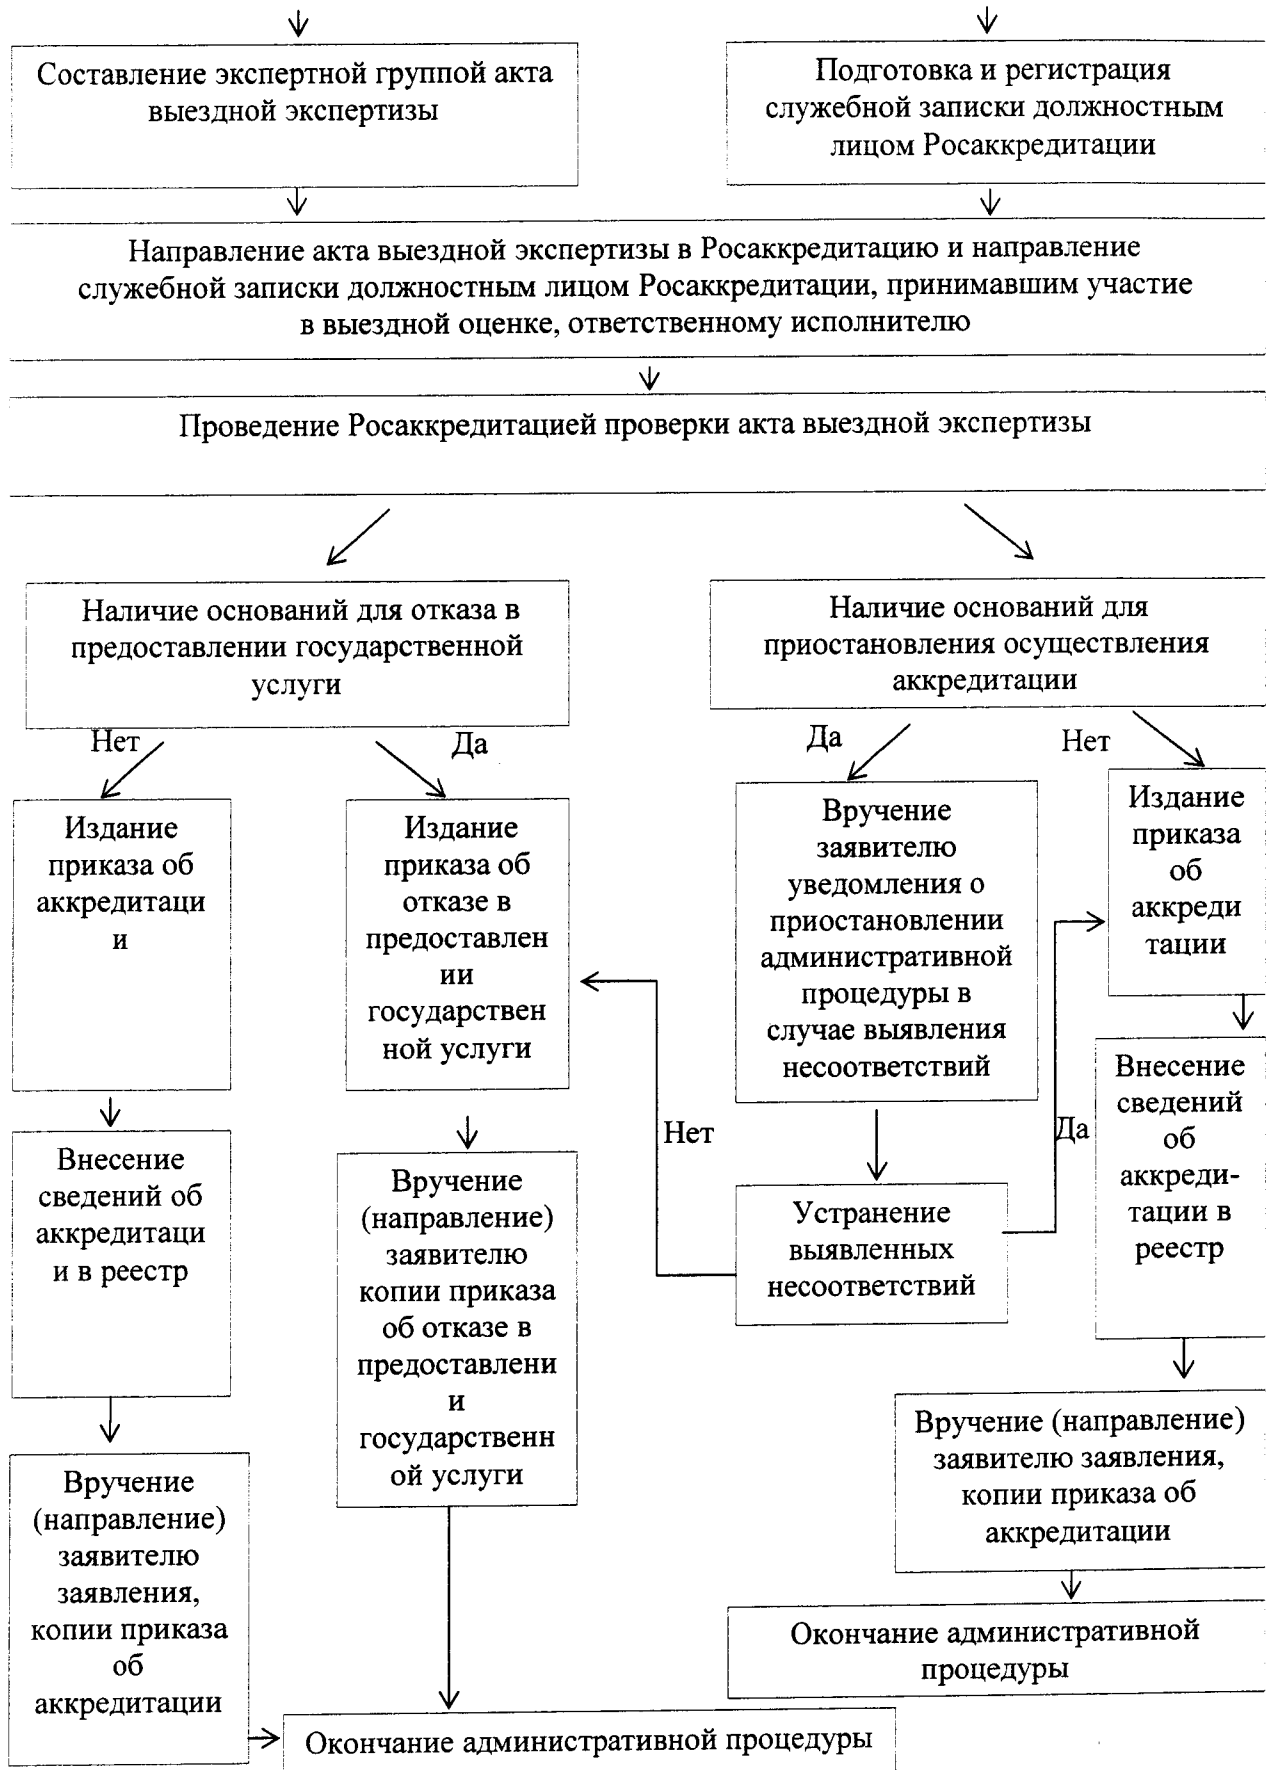 Составление экспертной группой акта
выездной экспертизы
Подготовка и регистрация
служебной записки должностным
лицом Росаккредитации
Направление акта выездной экспертизы в Росаккредитацию и направление
служебной записки должностным лицом Росаккредитации, принимавшим участие
в выездной оценке, ответственному исполнителю
Проведение Росаккредитацией проверки акта выездной экспертизы
Наличие оснований для отказа в
предоставлении государственной
услуги
Наличие оснований для
приостановления осуществления
аккредитации
Нет
Да
Да
Нет
Издание
приказа об
аккредитаци
и
Издание
приказа об
отказе в
предоставлен
ии
государствен
ной услуги
Вручение
заявителю
уведомления о
приостановлении
административной
процедуры в
случае выявления
несоответствий
Издание
приказа
об
аккреди
тации
Внесение
сведений об
аккредитаци
и в реестр
Вручение
(направление)
заявителю
копии приказа
об отказе в
предоставлени
и
государственн
ой услуги
Нет
Устранение
выявленных
несоответствий
Да
Внесение
сведений
об
аккреди-
тации в
реестр
Вручение
(направление)
заявителю
заявления,
копии приказа
об
аккредитации
Вручение (направление)
заявителю заявления,
копии приказа об
аккредитации
Окончание административной
процедуры
Окончание административной процедуры